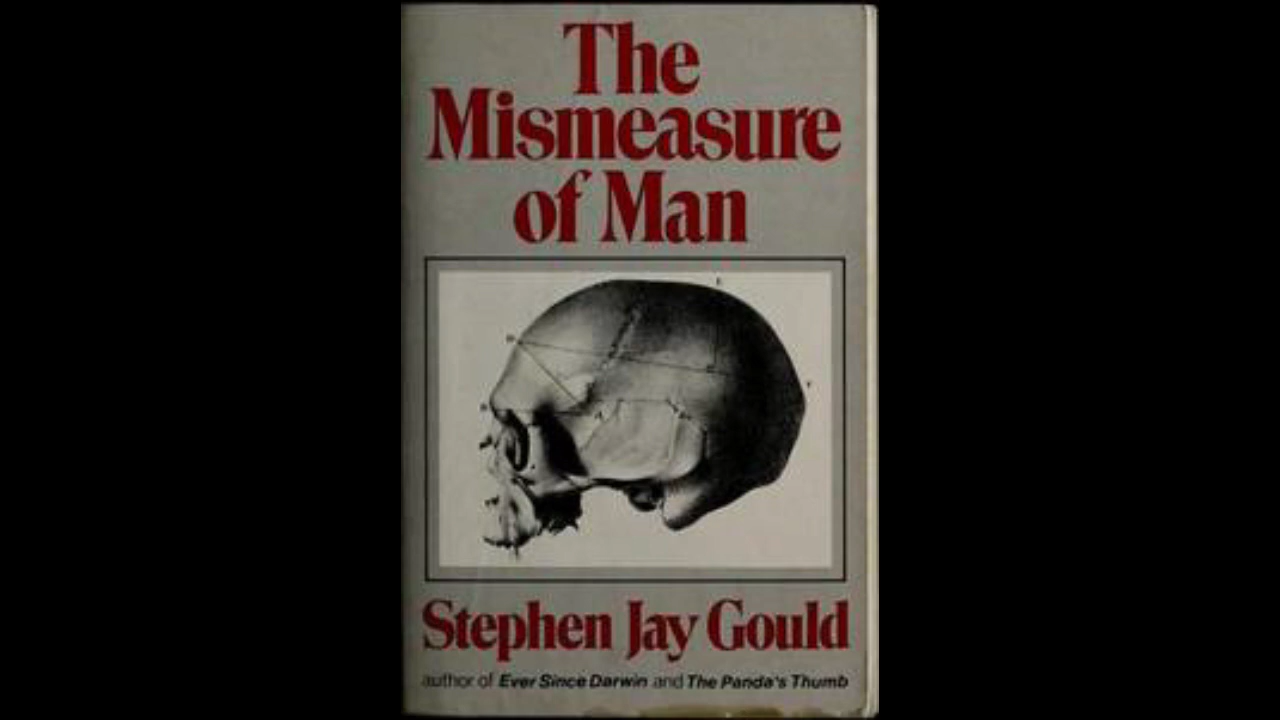 The
Mismeasure
of Man
Stephen Jay Gould
author of Ever Since Darwin and The Panda's Thumb